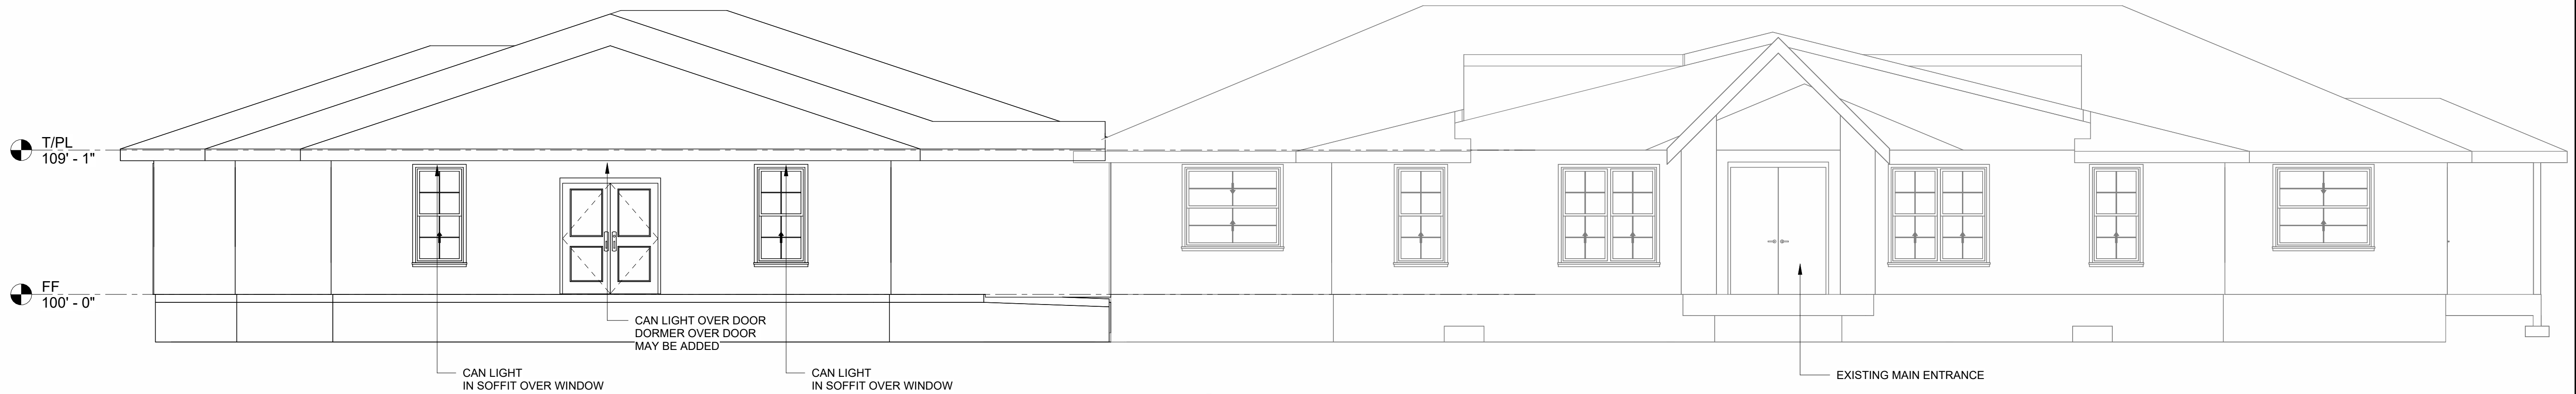 T/PL
109' - 1"
FF
100' - 0"
CAN LIGHT OVER DOOR
DORMER OVER DOOR
MAY BE ADDED
CAN LIGHT
IN SOFFIT OVER WINDOW
CAN LIGHT
IN SOFFIT OVER WINDOW
EXISTING MAIN ENTRANCE